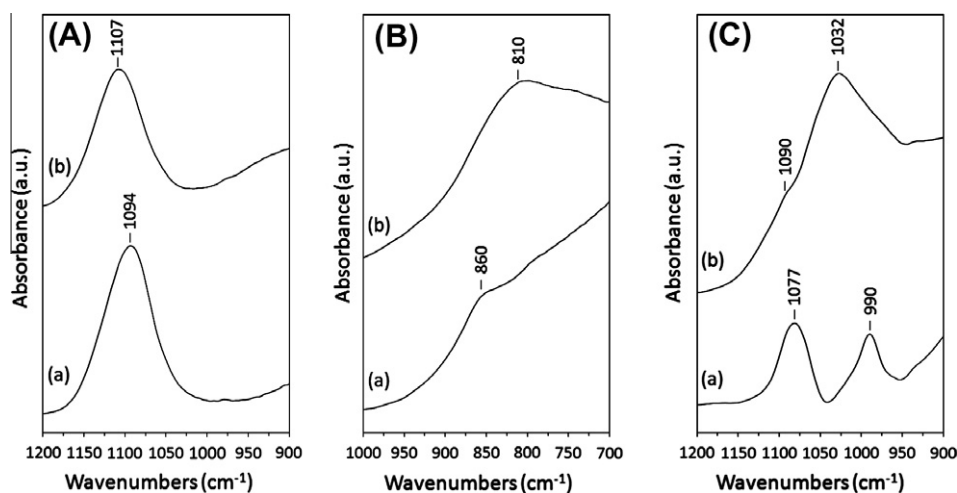 (A)
1107
(b)
1094
(a)
Absorbance (a.u.)
1200 1150 1100 1050 1000 950 900
Wavenumbers (cm⁻¹)
(B)
810
(b)
860
(a)
Absorbance (a.u.)
1000 950 900 850 800 750 700
Wavenumbers (cm⁻¹)
(C)
1032
1090
(b)
1077
990
(a)
Absorbance (a.u.)
1200 1150 1100 1050 1000 950 900
Wavenumbers (cm⁻¹)